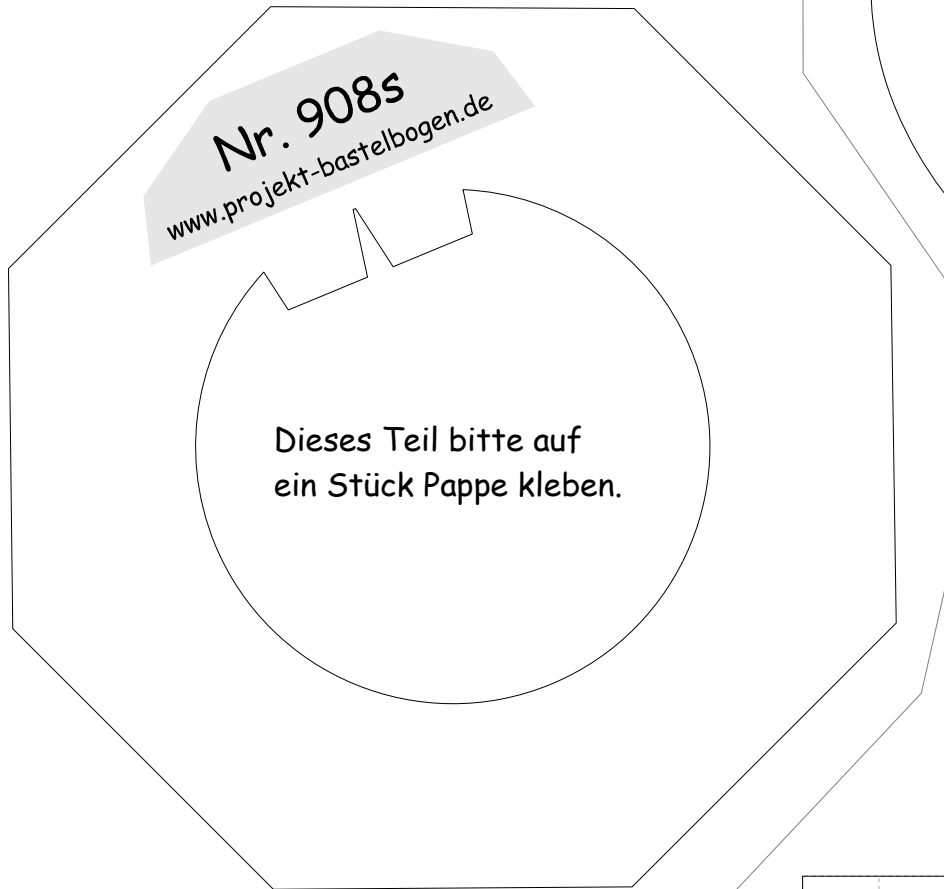 Nr. 908s
www.projekt-bastelbogen.de
Dieses Teil bitte auf
ein Stück Pappe kleben.